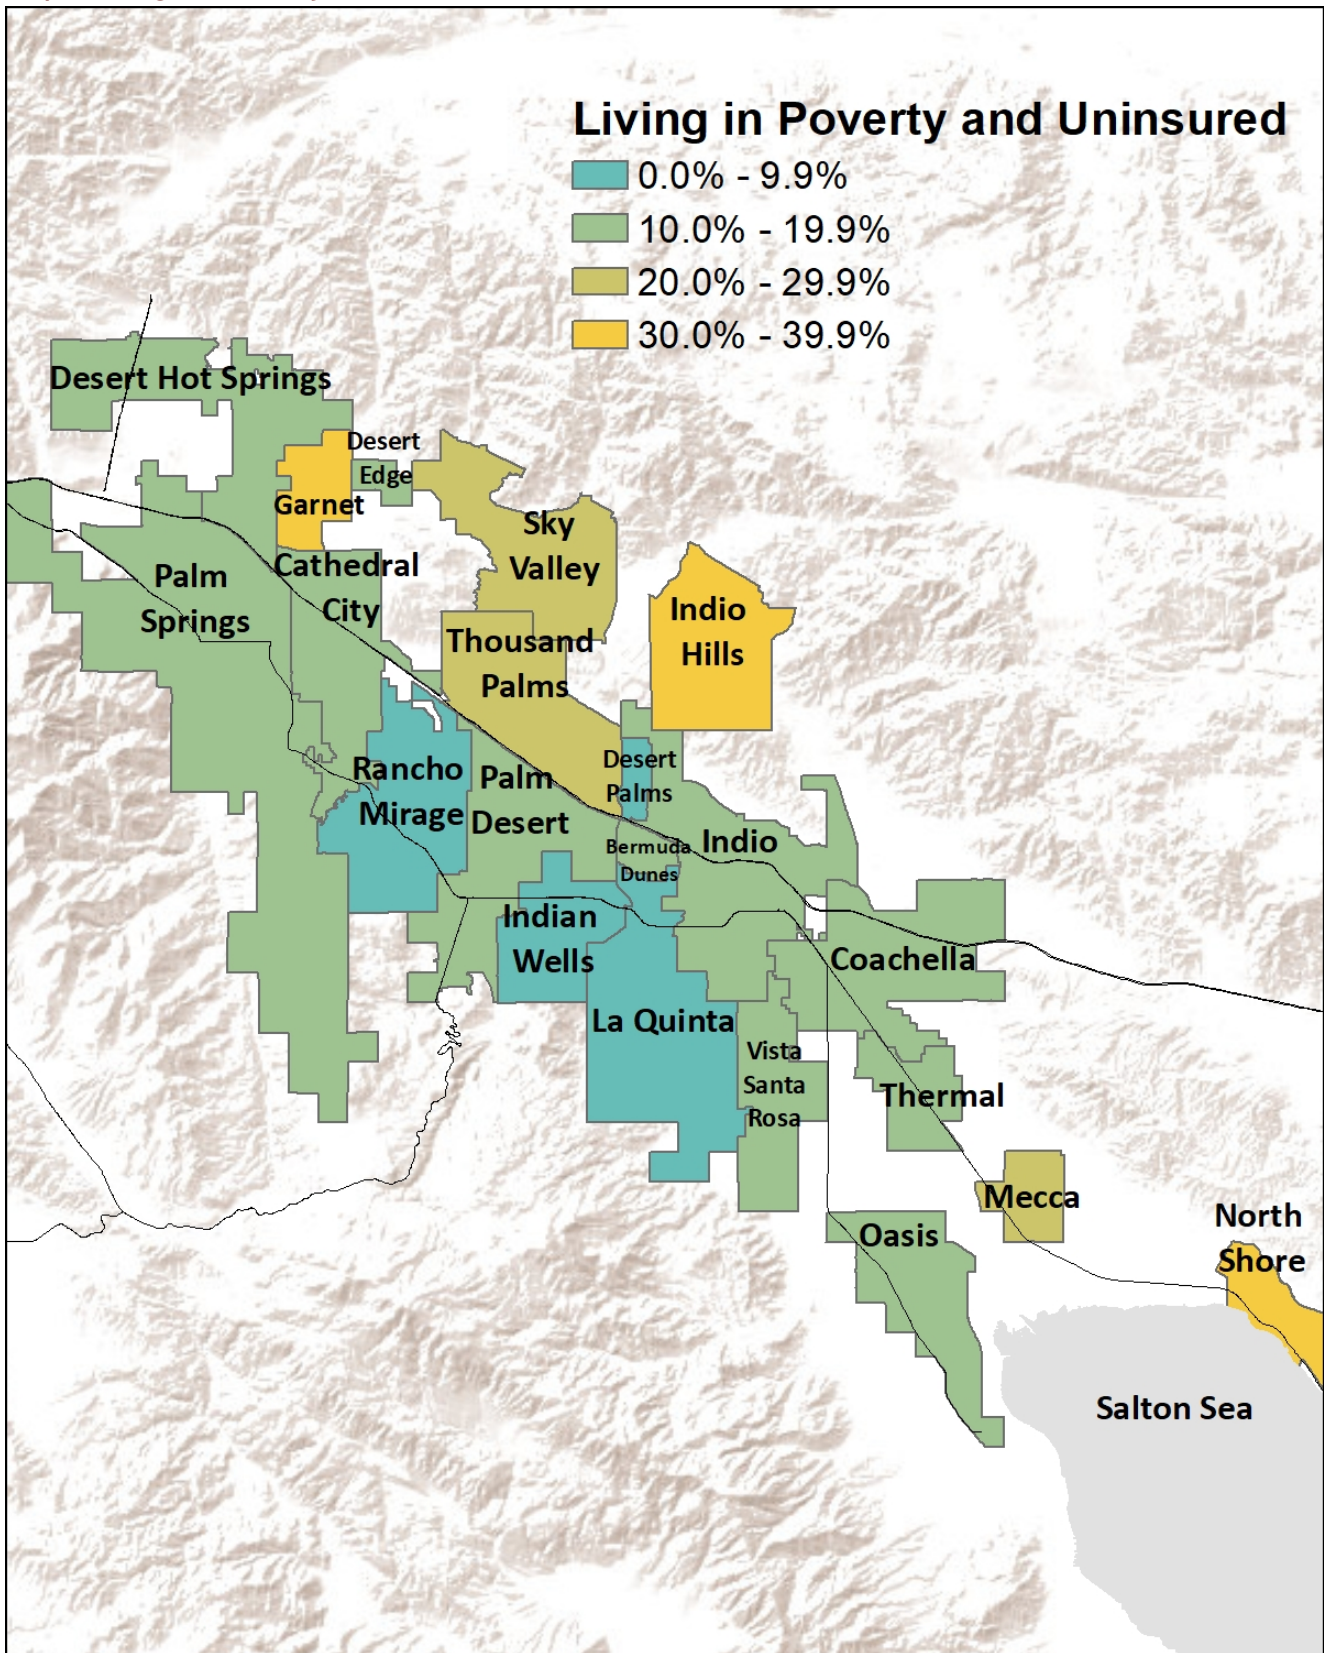 Living in Poverty and Uninsured
0.0% - 9.9%
10.0% - 19.9%
20.0% - 29.9%
30.0% - 39.9%
Desert Hot Springs
Desert
Edge
Garnet
Sky
Valley
Cathedral
City
Palm
Springs
Indio
Hills
Thousand
Palms
Rancho
Mirage
Palm
Desert
Desert
Palms
Bermuda
Dunes
Indio
Indian
Wells
Coachella
La Quinta
Vista
Santa
Rosa
Thermal
Mecca
Oasis
North
Shore
Salton Sea